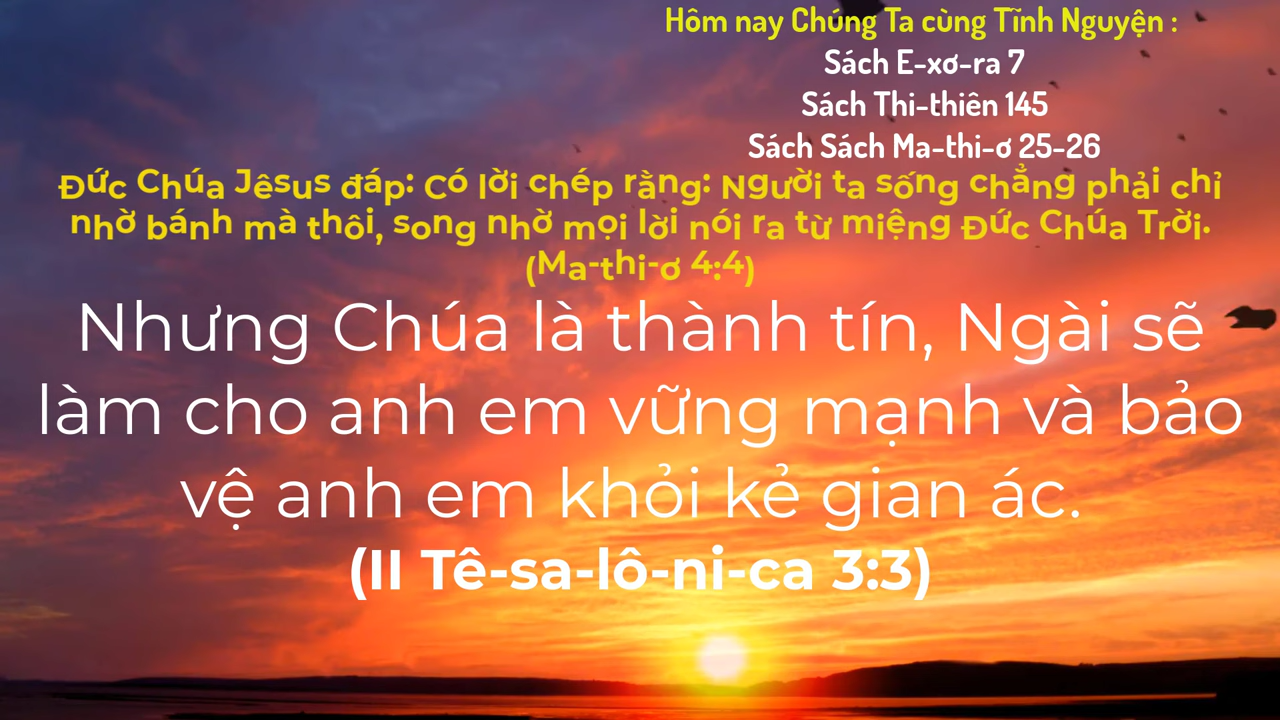 Hôm nay Chúng Ta cùng Tĩnh Nguyện :
Sách E-xơ-ra 7
Sách Thi-thiên 145
Sách Sách Ma-thi-ơ 25-26
Đức Chúa Jêsus đáp: Có lời chép rằng: Người ta sống chẳng phải chỉ
nhờ bánh mà thôi, song nhờ mọi lời nói ra từ miệng Đức Chúa Trời.
(Ma-thi-ơ 4:4)
Nhưng Chúa là thành tín, Ngài sẽ
làm cho anh em vững mạnh và bảo
vệ anh em khỏi kẻ gian ác.
(II Tê-sa-lô-ni-ca 3:3)